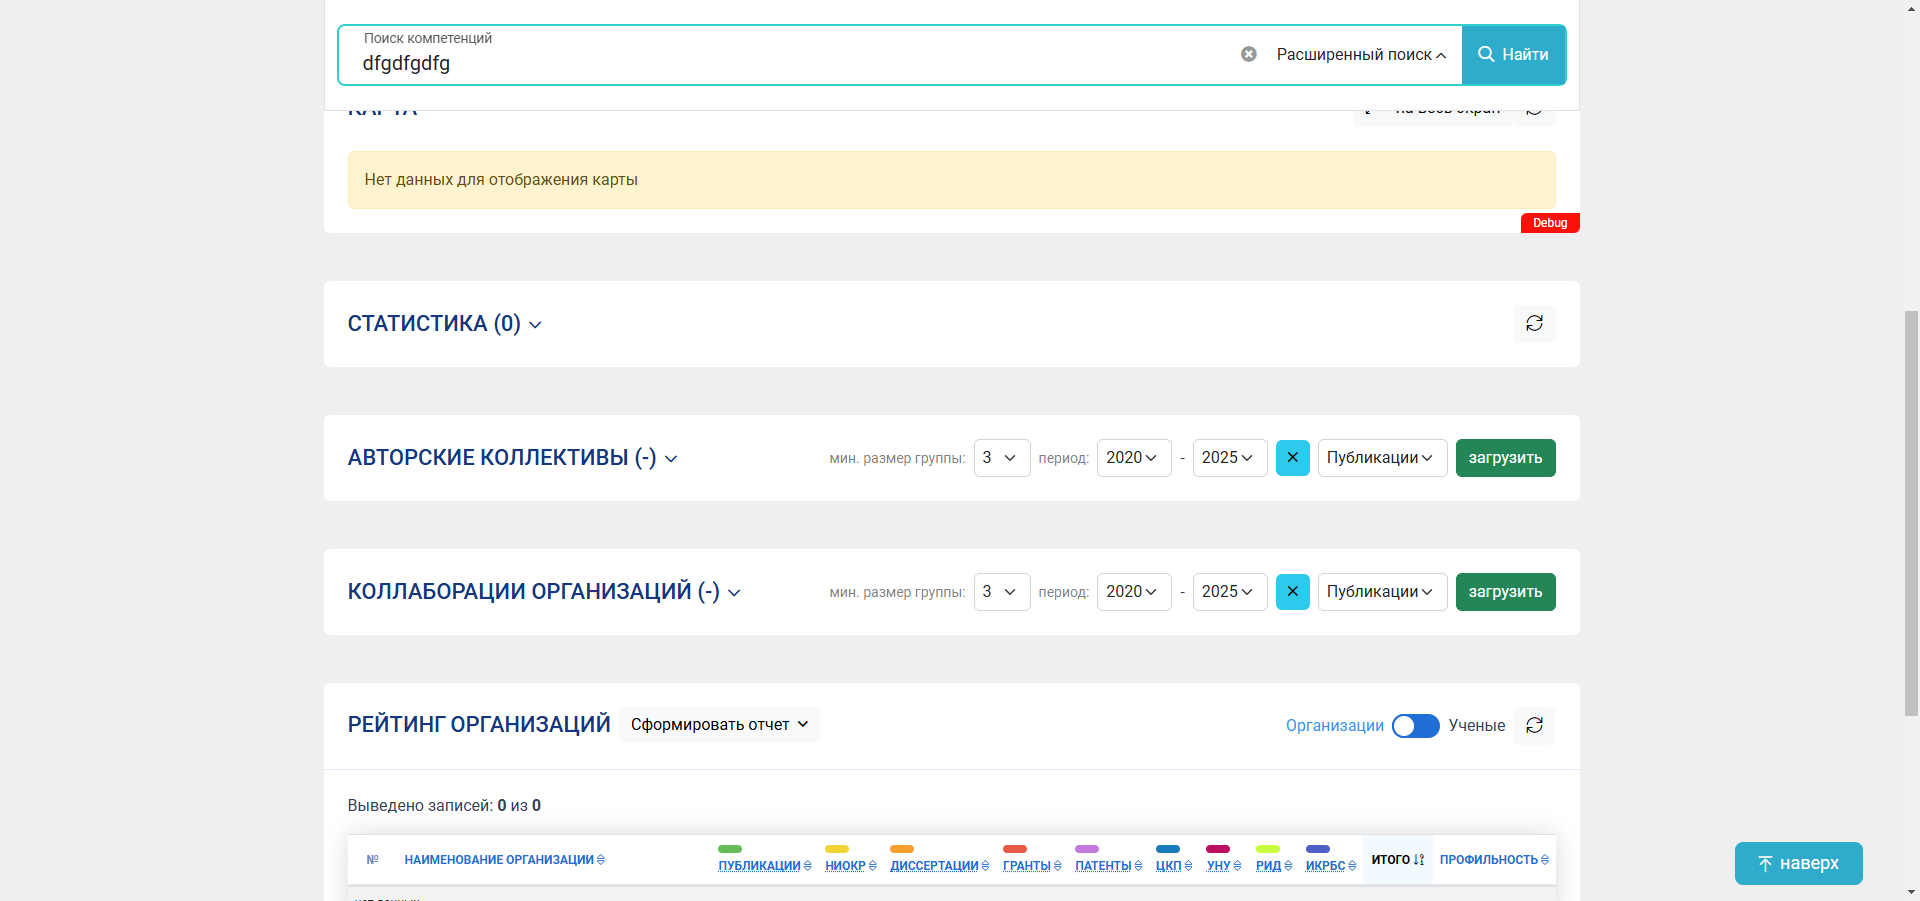 Поиск компетенций
dfgdfgdfg
Расширенный поиск
Найти
КАРТА
на весь экран
Нет данных для отображения карты
Debug
СТАТИСТИКА (0)
АВТОРСКИЕ КОЛЛЕКТИВЫ (-)
мин. размер группы: 3 период: 2020 - 2025 Публикации загрузить
КОЛЛАБОРАЦИИ ОРГАНИЗАЦИЙ (-)
мин. размер группы: 3 период: 2020 - 2025 Публикации загрузить
РЕЙТИНГ ОРГАНИЗАЦИЙ Сформировать отчет Организации Ученые
Выведено записей: 0 из 0
№ НАИМЕНОВАНИЕ ОРГАНИЗАЦИИ ПУБЛИКАЦИИ НИОКР ДИССЕРТАЦИИ ГРАНТЫ ПАТЕНТЫ ЦКП УНУ РИД ИКРБС ИТОГО ПРОФИЛЬНОСТЬ
наверх